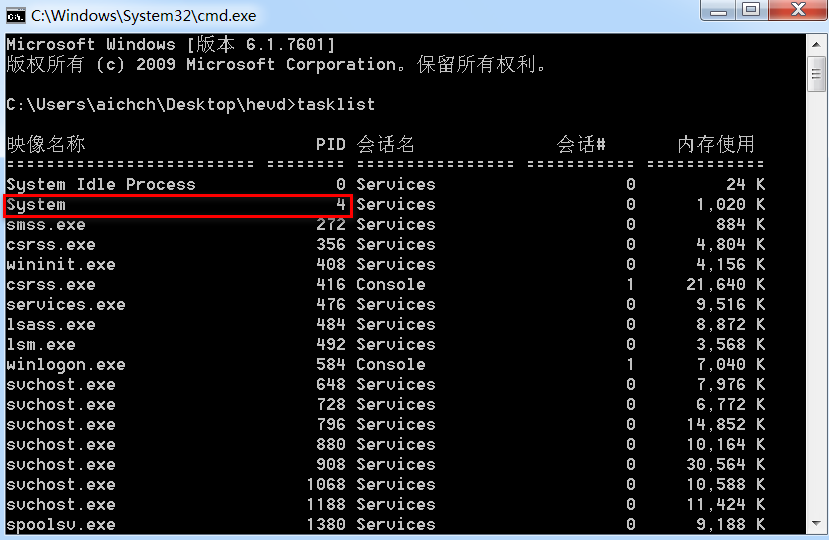 C:\Windows\System32\cmd.exe
Microsoft Windows [版本 6.1.7601]
版权所有 (c) 2009 Microsoft Corporation。保留所有权利。
C:\Users\aichch\Desktop\hevd>tasklist
映像名称                       PID 会话名              会话#       内存使用
========================= ======== ================ =========== ============
System Idle Process              0 Services                   0         24 K
System                           4 Services                   0      1,020 K
smss.exe                       272 Services                   0        884 K
csrss.exe                      356 Services                   0      4,804 K
wininit.exe                    408 Services                   0      4,156 K
csrss.exe                      416 Console                    1     21,640 K
services.exe                   476 Services                   0      9,516 K
lsass.exe                      484 Services                   0      8,872 K
lsm.exe                        492 Services                   0      3,568 K
winlogon.exe                   584 Console                    1      7,040 K
svchost.exe                    648 Services                   0      7,976 K
svchost.exe                    728 Services                   0      6,772 K
svchost.exe                    796 Services                   0     14,852 K
svchost.exe                    880 Services                   0     10,164 K
svchost.exe                    908 Services                   0     30,564 K
svchost.exe                   1068 Services                   0     10,588 K
svchost.exe                   1188 Services                   0     11,424 K
spoolsv.exe                   1380 Services                   0      9,188 K